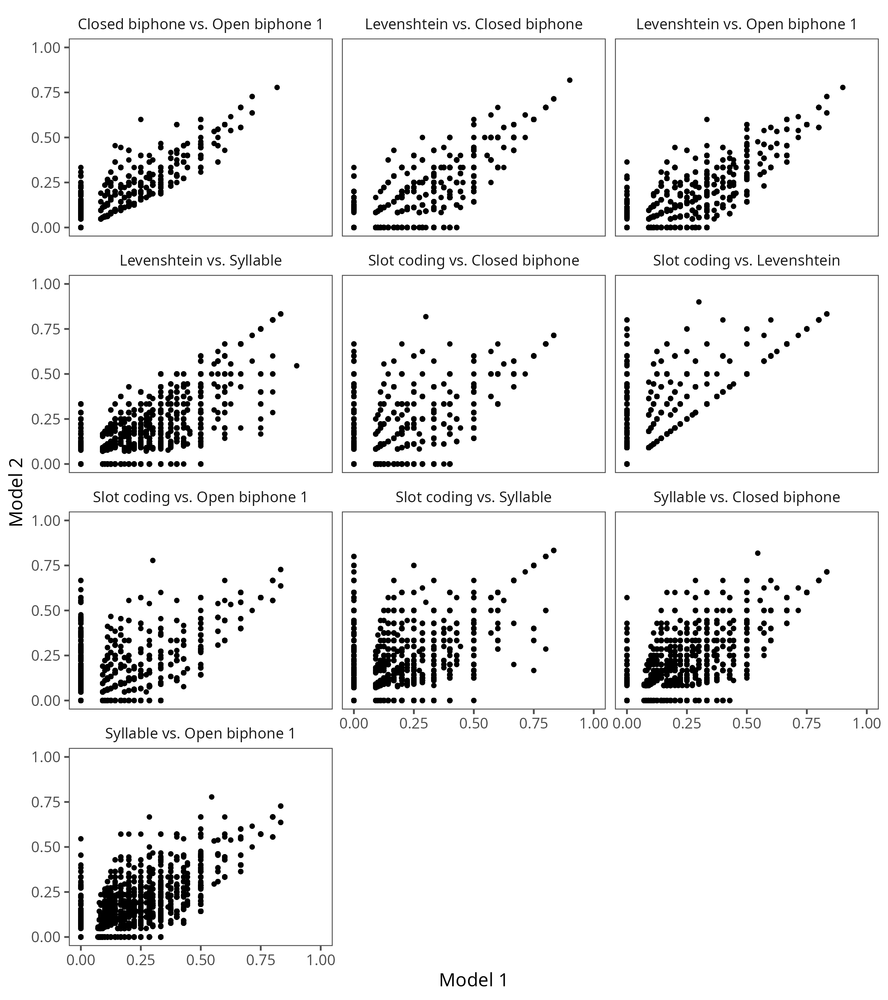 Closed biphone vs. Open biphone 1
Levenshtein vs. Closed biphone
Levenshtein vs. Open biphone 1
1.00
0.75
0.50
0.25
0.00
Levenshtein vs. Syllable
Slot coding vs. Closed biphone
Slot coding vs. Levenshtein
1.00
0.75
0.50
0.25
0.00
Model 2
Slot coding vs. Open biphone 1
Slot coding vs. Syllable
Syllable vs. Closed biphone
1.00
0.75
0.50
0.25
0.00
0.00 0.25 0.50 0.75 1.00
0.00 0.25 0.50 0.75 1.00
Syllable vs. Open biphone 1
1.00
0.75
0.50
0.25
0.00
0.00 0.25 0.50 0.75 1.00
Model 1